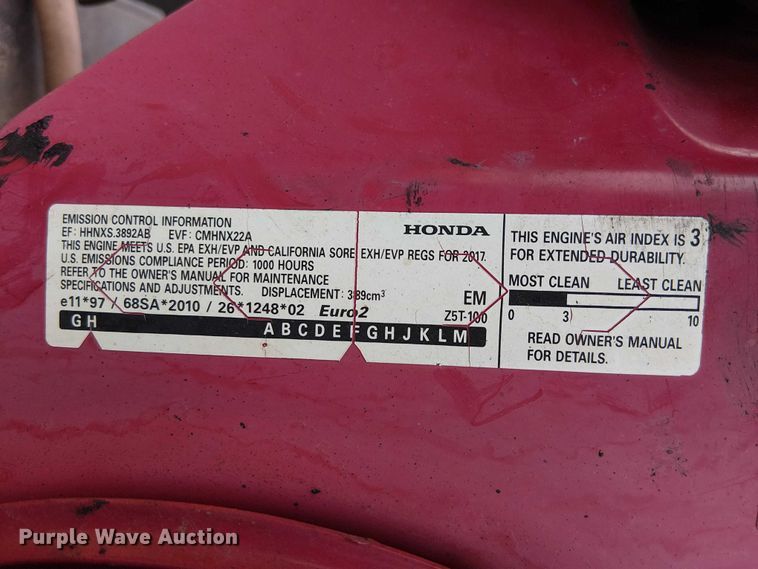 EMISSION CONTROL INFORMATION
EF: HHNXS.3892AB EVF: CMHNX22A
THIS ENGINE MEETS U.S. EPA EXH/EVP AND CALIFORNIA SORE EXH/EVP REGS FOR 2017.
U.S. EMISSIONS COMPLIANCE PERIOD: 1000 HOURS
REFER TO THE OWNER'S MANUAL FOR MAINTENANCE
SPECIFICATIONS AND ADJUSTMENTS. DISPLACEMENT: 389cm³
e11*97 / 68SA*2010 / 26*1248*02 Euro2
GH ABCDEFGHJKLM
HONDA
EM
Z5T-100
THIS ENGINE'S AIR INDEX IS 3
FOR EXTENDED DURABILITY.
MOST CLEAN LEAST CLEAN
0 3 10
READ OWNER'S MANUAL
FOR DETAILS.
Purple Wave Auction